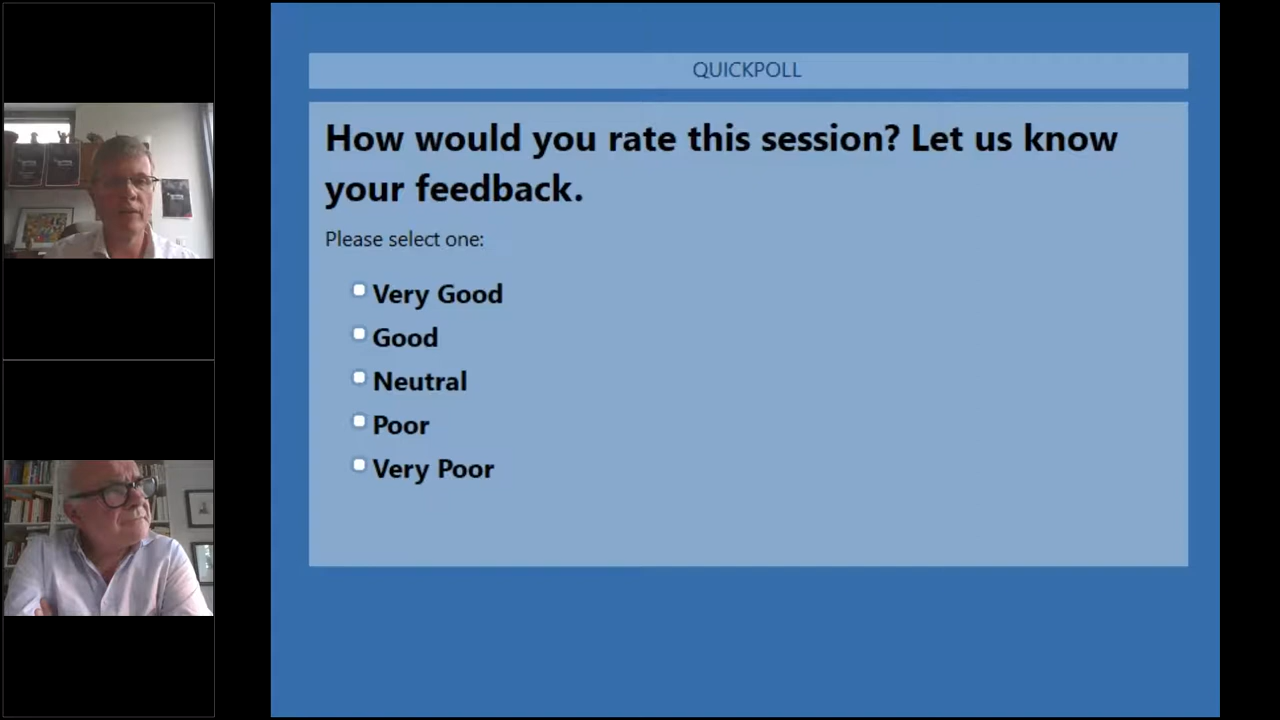 QUICKPOLL
How would you rate this session? Let us know
your feedback.
Please select one:
Very Good
Good
Neutral
Poor
Very Poor